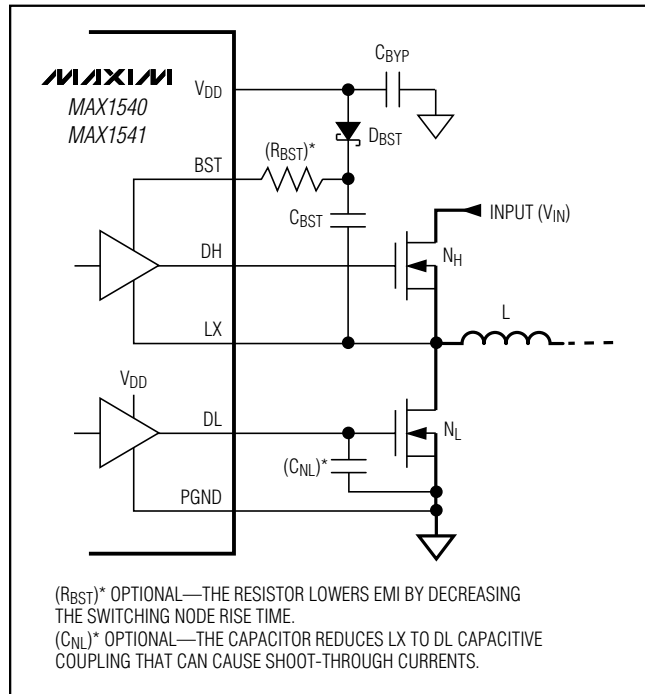 MAXIM
MAX1540
MAX1541
VDD
CBYP
DBST
BST
(RBST)*
CBST
INPUT (VIN)
DH
NH
L
LX
VDD
DL
NL
(CNL)*
PGND
(RBST)* OPTIONAL—THE RESISTOR LOWERS EMI BY DECREASING
THE SWITCHING NODE RISE TIME.
(CNL)* OPTIONAL—THE CAPACITOR REDUCES LX TO DL CAPACITIVE
COUPLING THAT CAN CAUSE SHOOT-THROUGH CURRENTS.